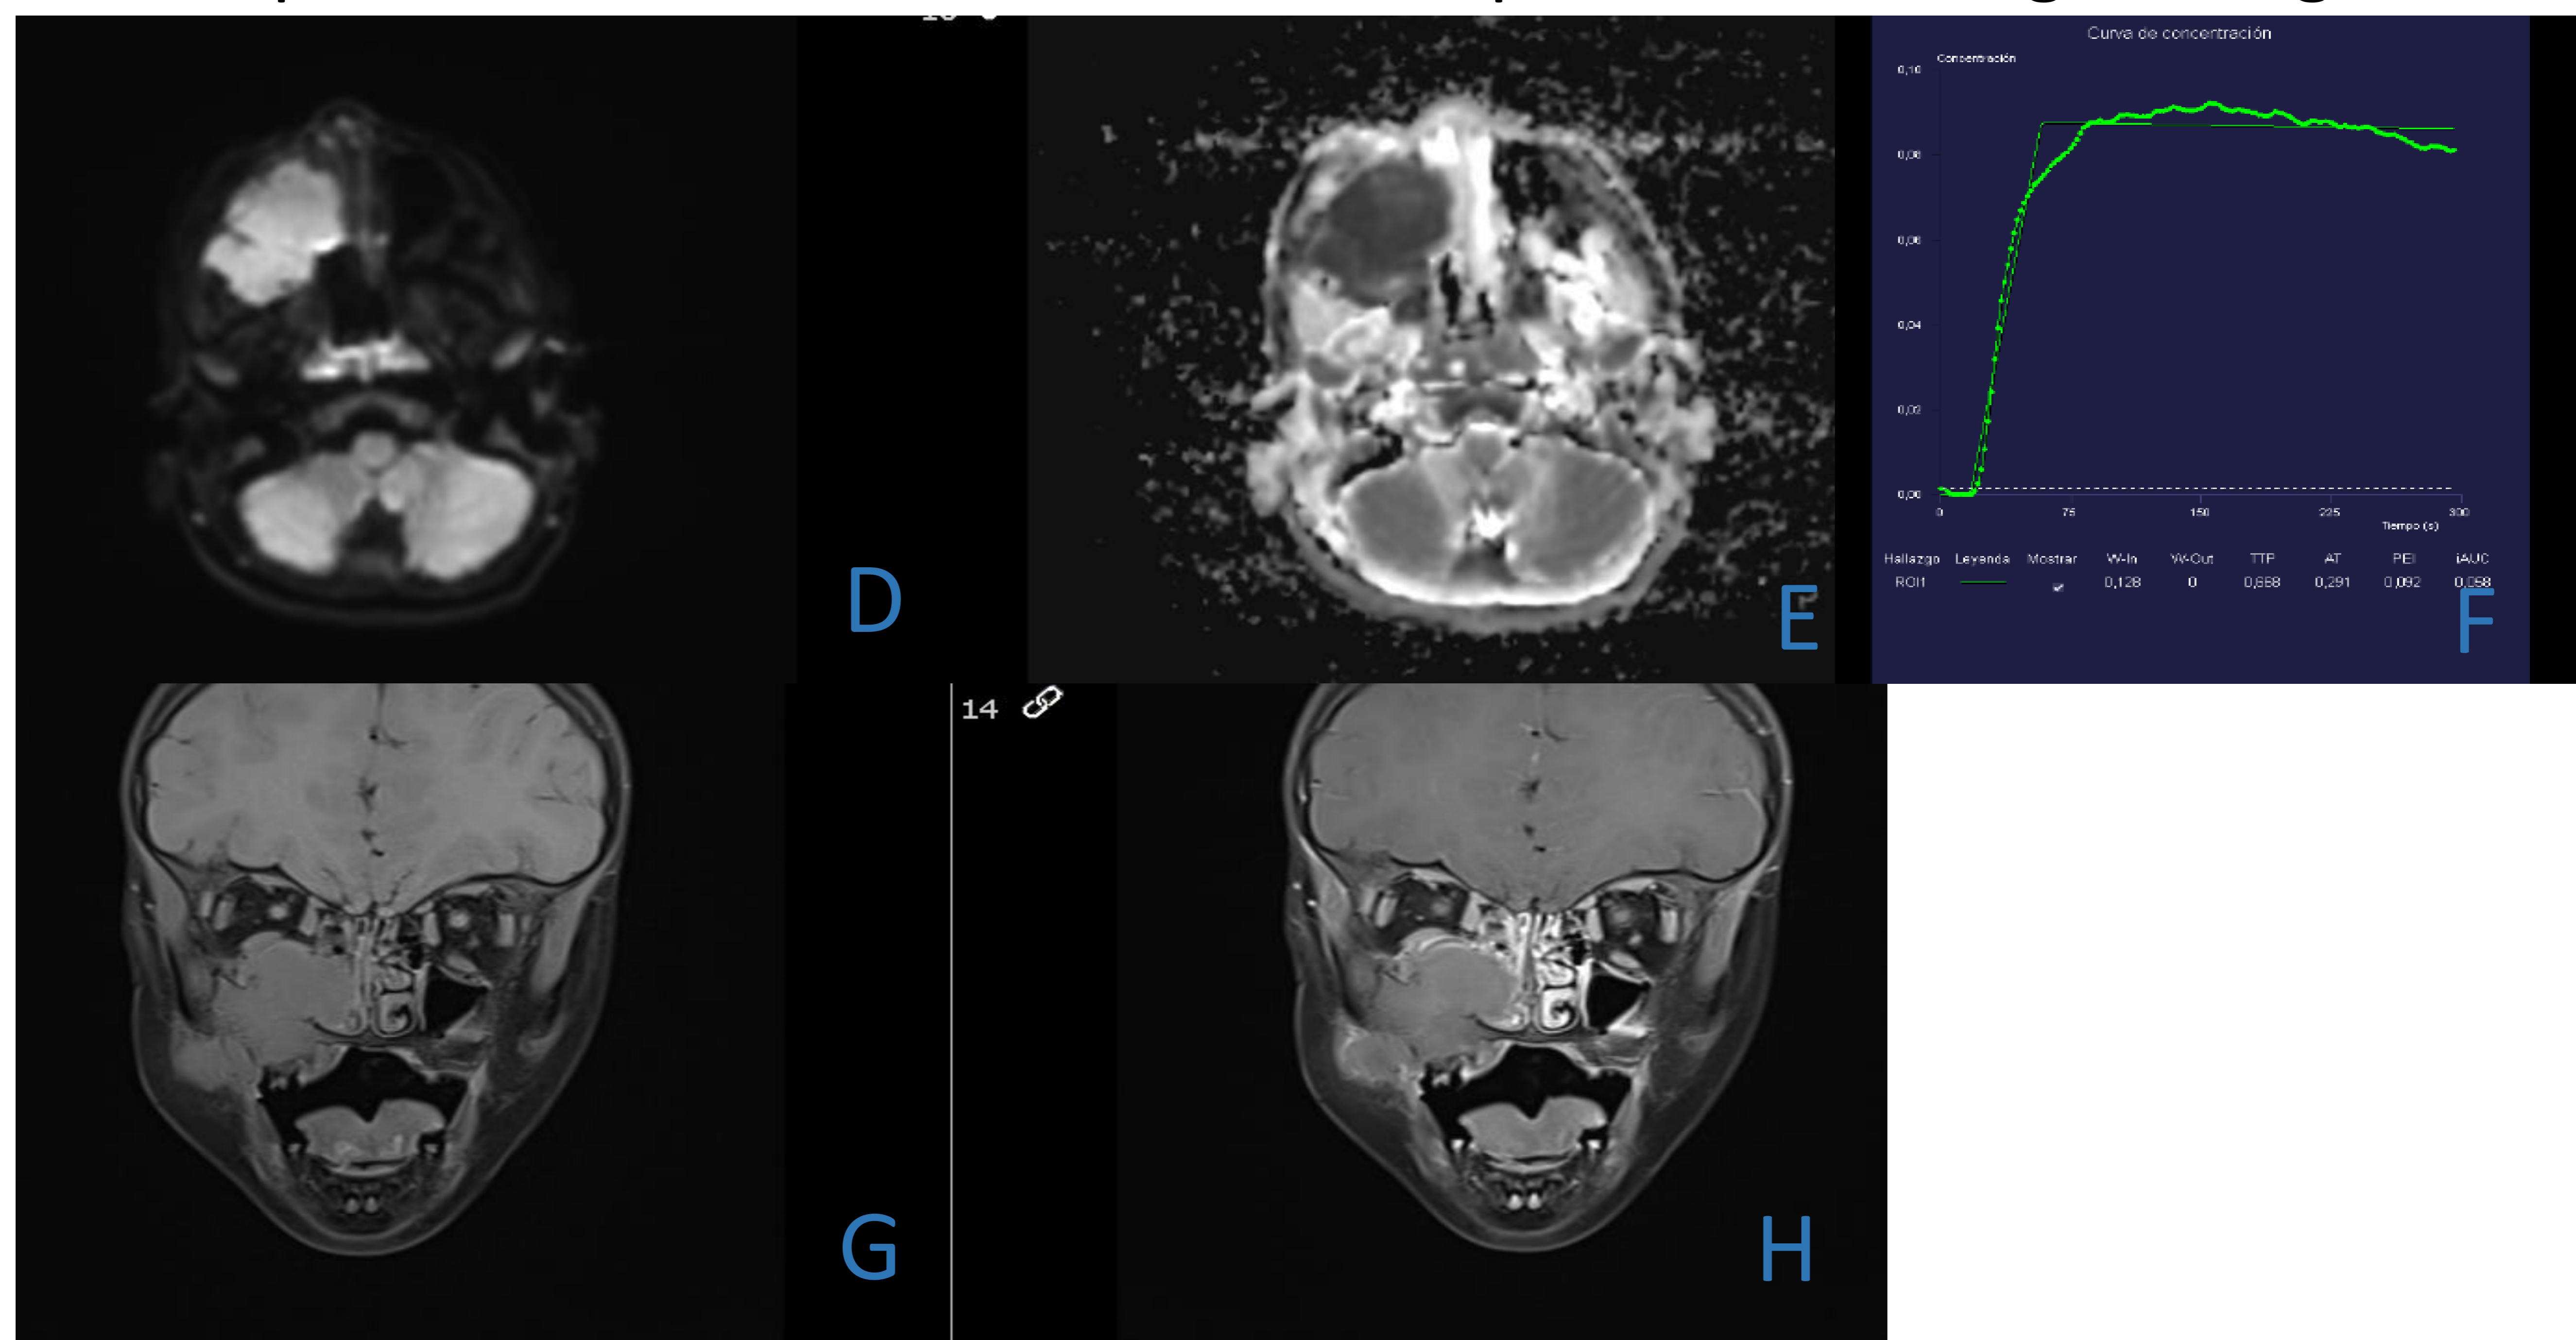 Curva de concentración
Concentración
0,10
0,08
0,06
0,04
0,02
0,00
0 75 150 225 300
Tiempo (s)
Hallazgo Leyenda Mostrar W-In W-Out TTP AT PEI iAUC
ROI1 0,128 0 0,668 0,291 0,092 0,058
D
E
F
14
G
H